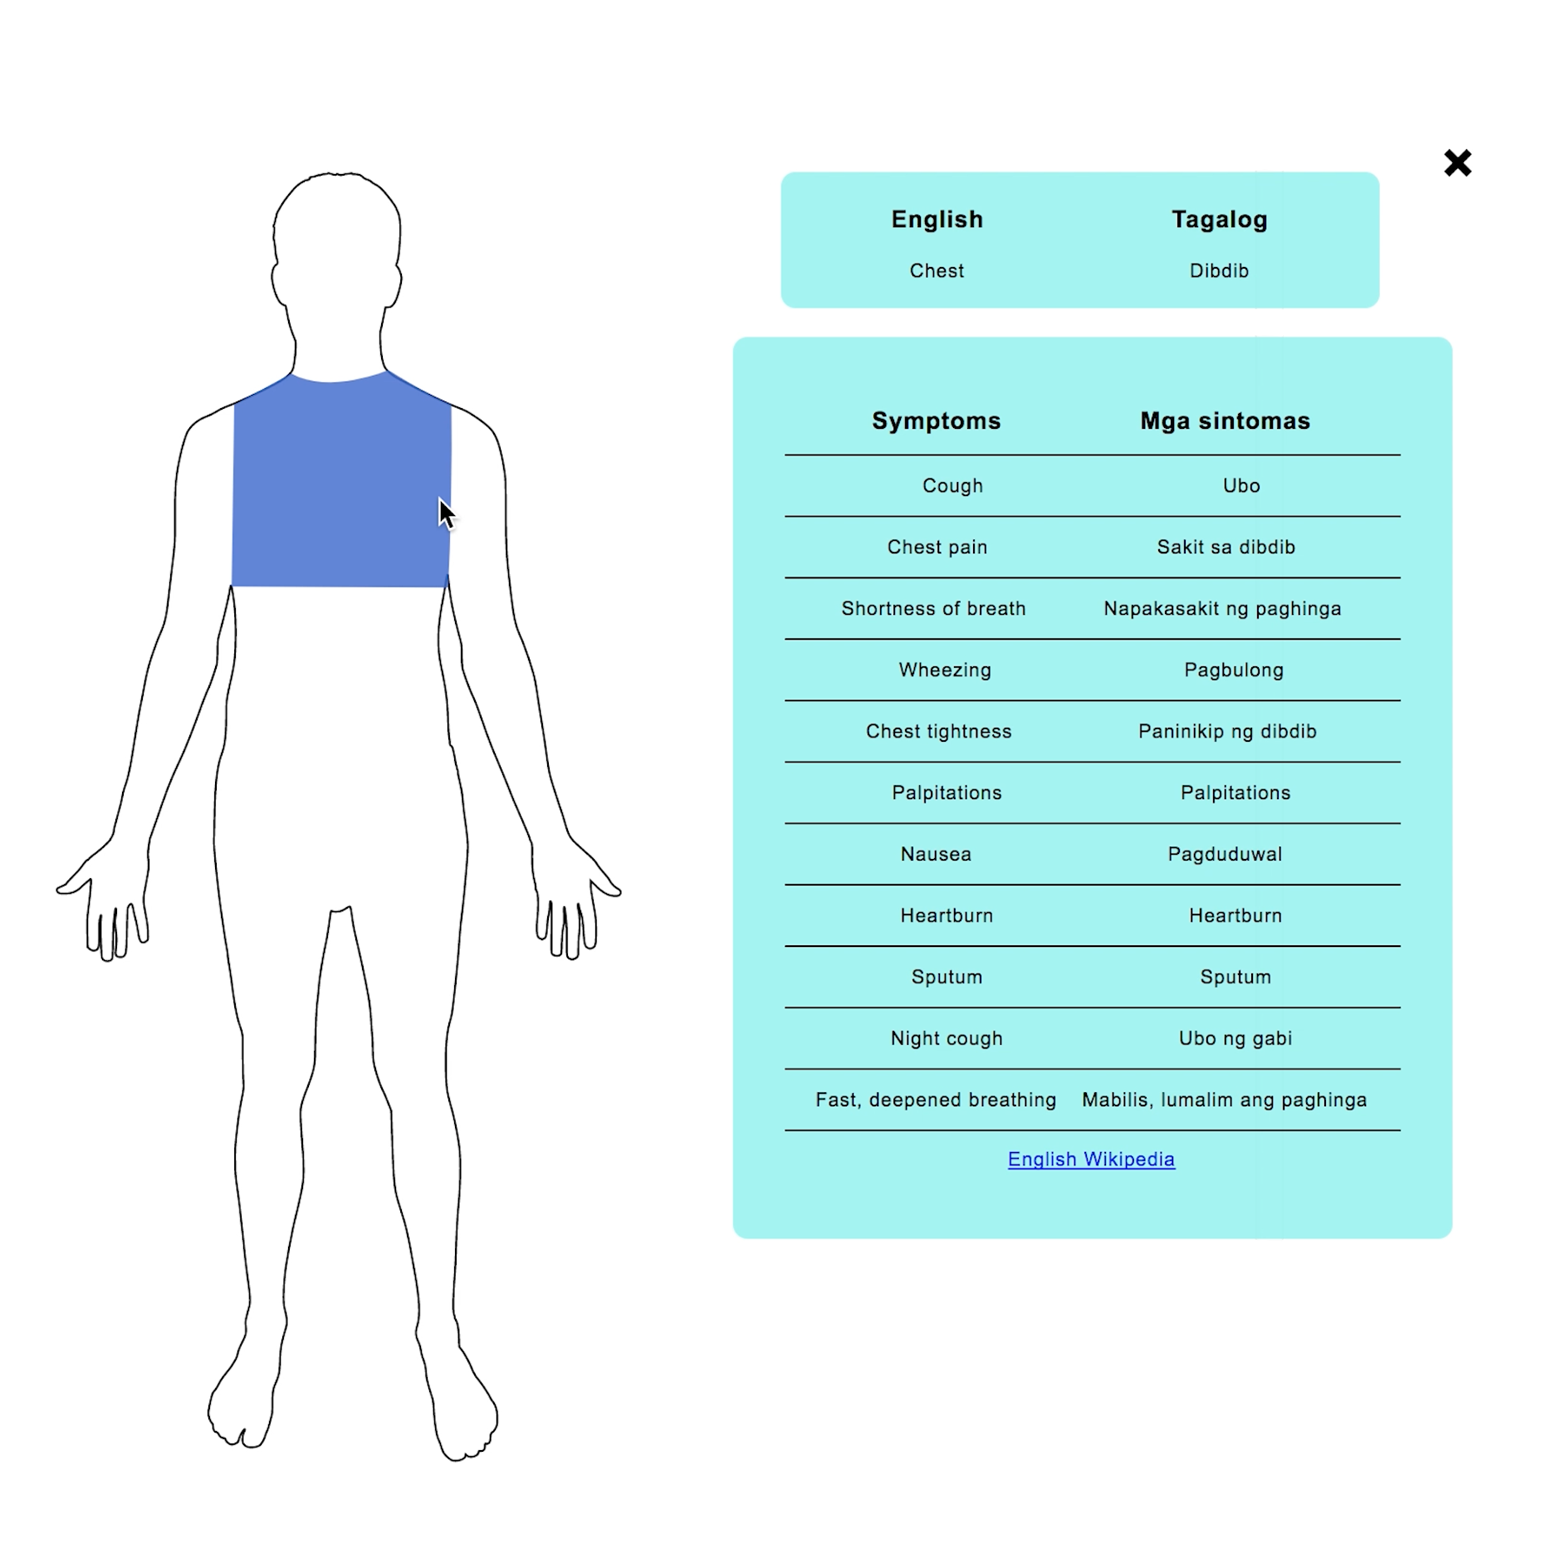 English Tagalog
Chest Dibdib
Symptoms Mga sintomas
Cough Ubo
Chest pain Sakit sa dibdib
Shortness of breath Napakasakit ng paghinga
Wheezing Pagbulong
Chest tightness Paninikip ng dibdib
Palpitations Palpitations
Nausea Pagduduwal
Heartburn Heartburn
Sputum Sputum
Night cough Ubo ng gabi
Fast, deepened breathing Mabilis, lumalim ang paghinga
English Wikipedia